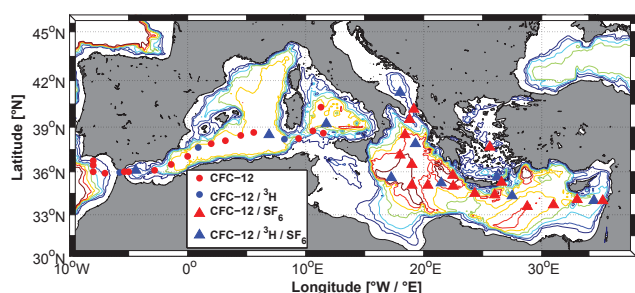 45°N
42°N
39°N
36°N
33°N
30°N
Latitude [°N]
CFC-12
CFC-12 / ³H
CFC-12 / SF₆
CFC-12 / ³H / SF₆
10°W 0° 10°E 20°E 30°E
Longitude [°W / °E]